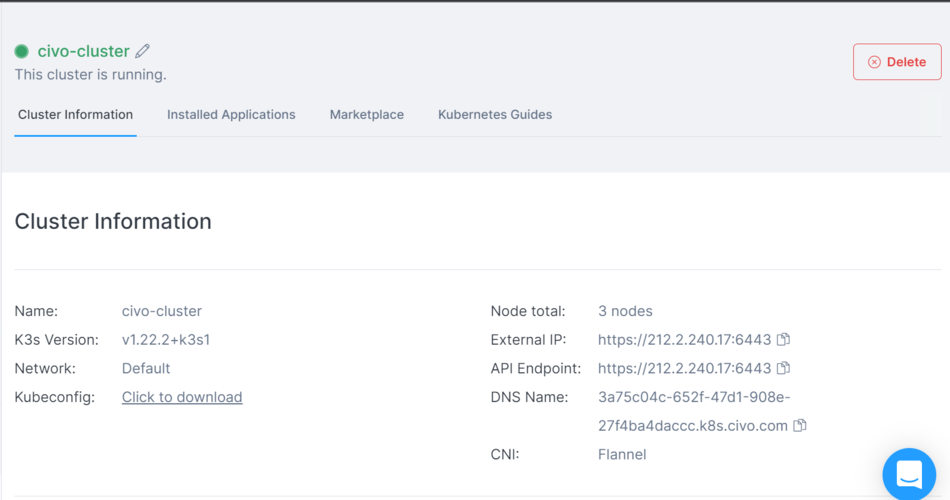 civo-cluster
This cluster is running.
Delete
Cluster Information Installed Applications Marketplace Kubernetes Guides
Cluster Information
Name: civo-cluster
K3s Version: v1.22.2+k3s1
Network: Default
Kubeconfig: Click to download
Node total: 3 nodes
External IP: https://212.2.240.17:6443
API Endpoint: https://212.2.240.17:6443
DNS Name: 3a75c04c-652f-47d1-908e-
27f4ba4daccc.k8s.civo.com
CNI: Flannel